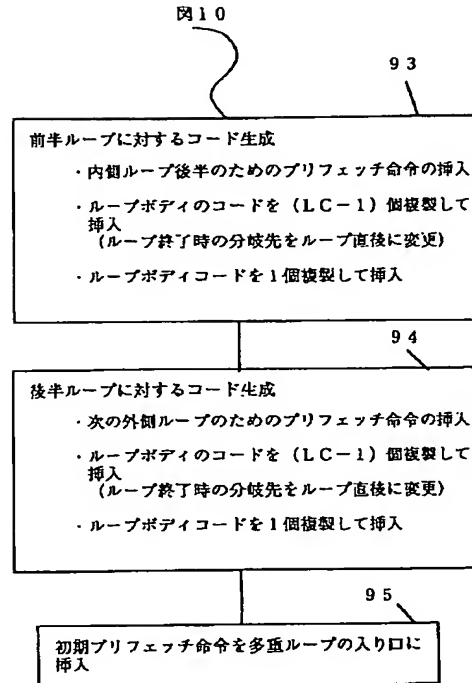 図10
93
前半ループに対するコード生成
・内側ループ後半のためのプリフェッチ命令の挿入
・ループボディのコードを（LC－1）個複製して
挿入
（ループ終了時の分岐先をループ直後に変更）
・ループボディコードを1個複製して挿入
94
後半ループに対するコード生成
・次の外側ループのためのプリフェッチ命令の挿入
・ループボディのコードを（LC－1）個複製して
挿入
（ループ終了時の分岐先をループ直後に変更）
・ループボディコードを1個複製して挿入
95
初期プリフェッチ命令を多重ループの入り口に
挿入